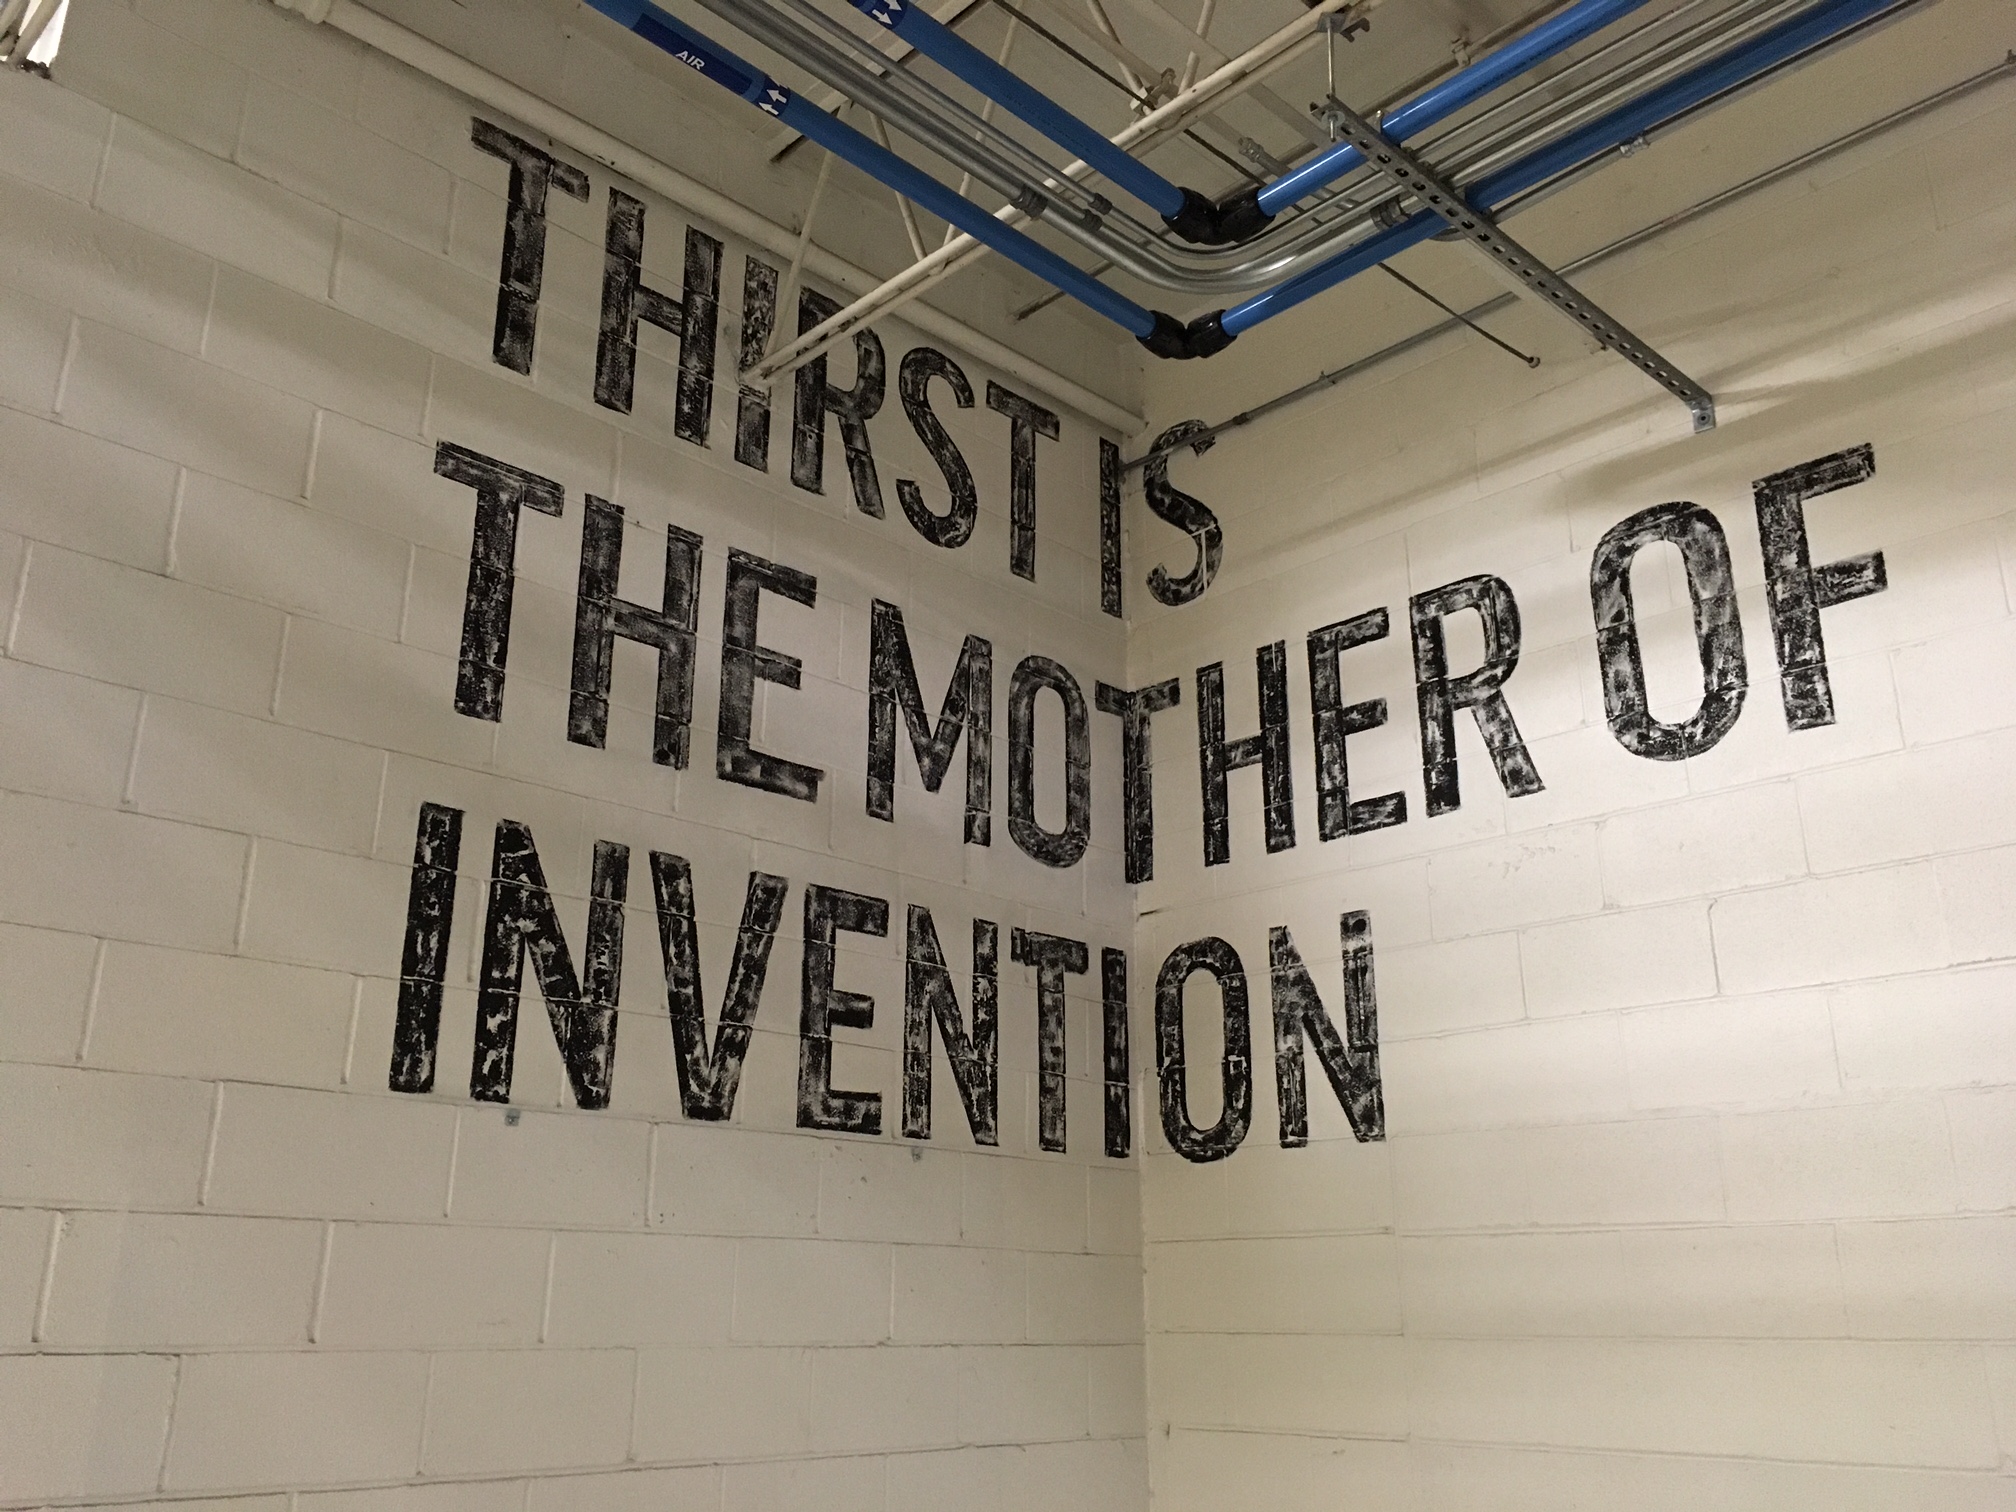 AIR
THIRST IS
THE MOTHER OF
INVENTION